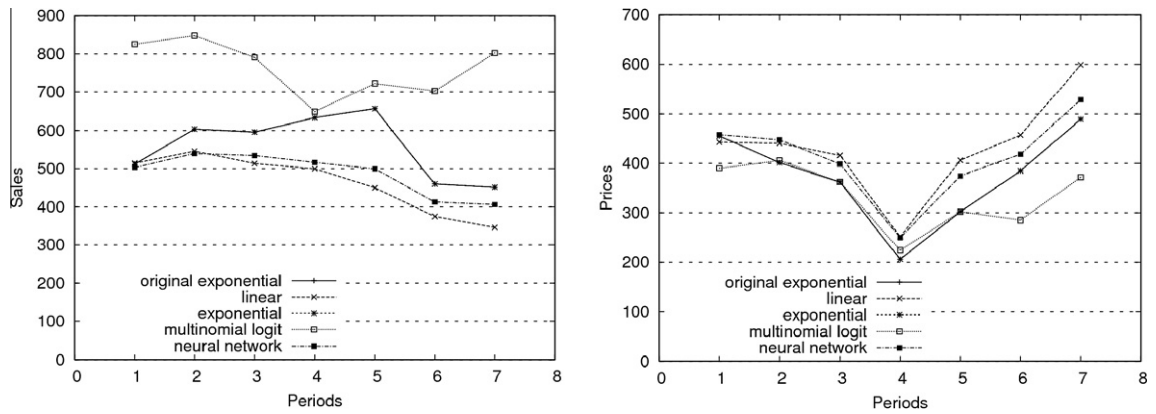 900
800
700
600
500
400
300
200
100
0
Sales
original exponential
linear
exponential
multinomial logit
neural network
0 1 2 3 4 5 6 7 8
Periods
700
600
500
400
300
200
100
0
Prices
original exponential
linear
exponential
multinomial logit
neural network
0 1 2 3 4 5 6 7 8
Periods